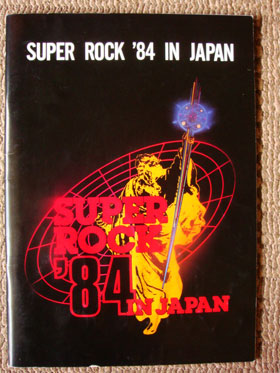 SUPER ROCK '84 IN JAPAN
SUPER
ROCK
'84 IN JAPAN